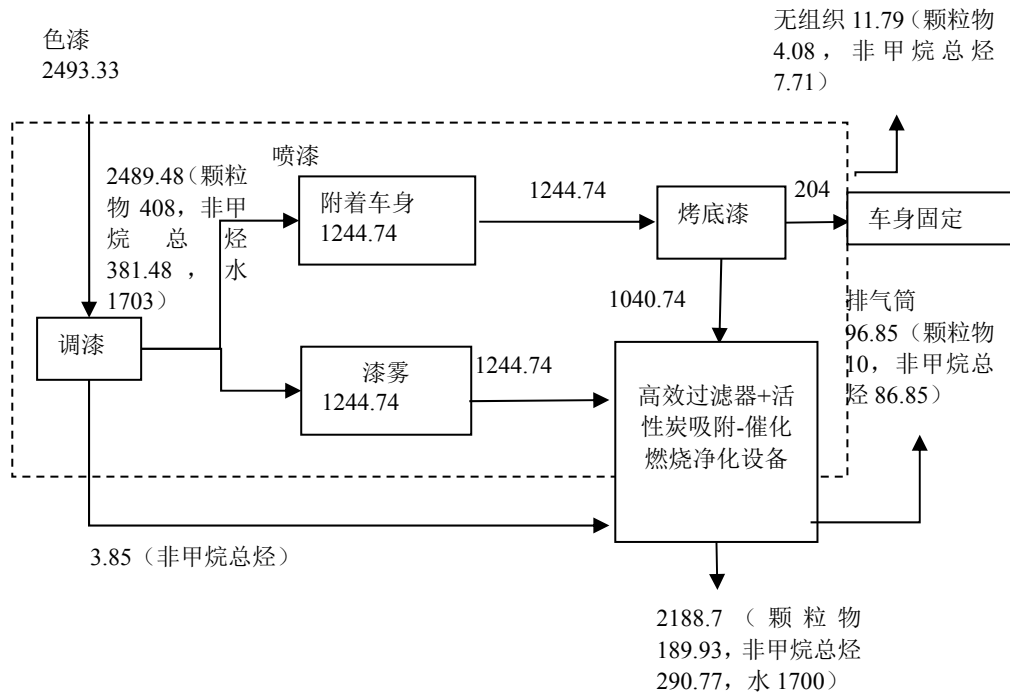 色漆
2493.33
无组织 11.79（颗粒物
4.08，非甲烷总烃
7.71）
喷漆
2489.48（颗粒
物 408，非甲
烷总烃
381.48，水
1703）
附着车身
1244.74
1244.74
烤底漆
204
车身固定
1040.74
排气筒
96.85（颗粒物
10，非甲烷总
烃 86.85）
调漆
漆雾
1244.74
1244.74
高效过滤器+活
性炭吸附-催化
燃烧净化设备
3.85（非甲烷总烃）
2188.7（颗粒物
189.93，非甲烷总烃
290.77，水 1700）